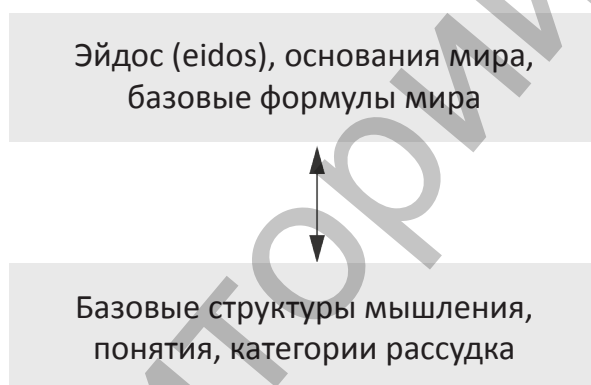 Эйдос (eidos), основания мира,
базовые формулы мира
Базовые структуры мышления,
понятия, категории рассудка